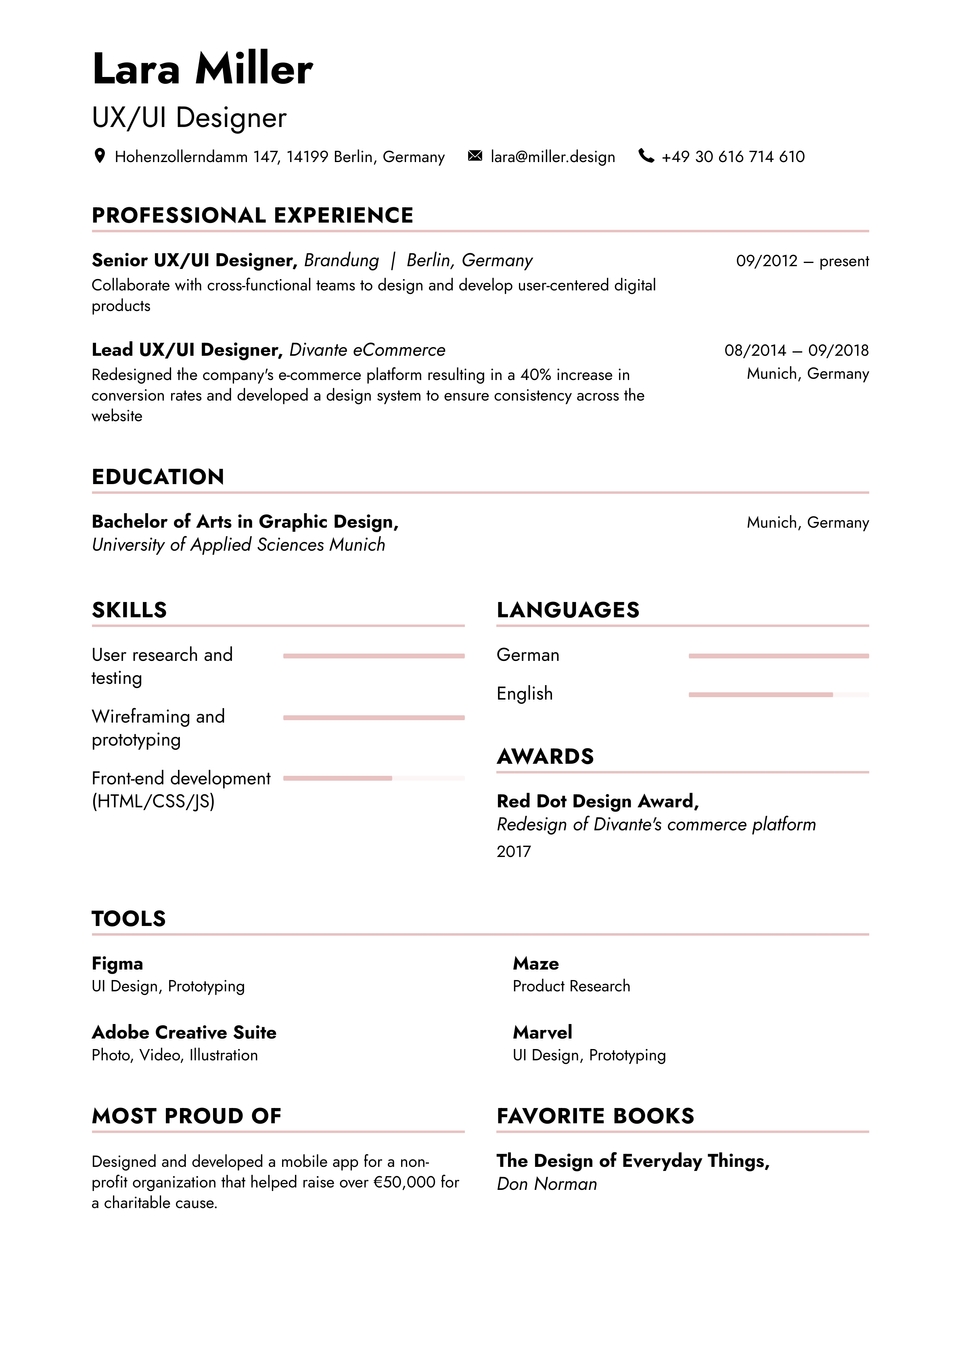 Lara Miller
UX/UI Designer
Hohenzollerndamm 147, 14199 Berlin, Germany lara@miller.design +49 30 616 714 610
PROFESSIONAL EXPERIENCE
Senior UX/UI Designer, Brandung | Berlin, Germany 09/2012 – present
Collaborate with cross-functional teams to design and develop user-centered digital
products
Lead UX/UI Designer, Divante eCommerce 08/2014 – 09/2018
Redesigned the company's e-commerce platform resulting in a 40% increase in Munich, Germany
conversion rates and developed a design system to ensure consistency across the
website
EDUCATION
Bachelor of Arts in Graphic Design, Munich, Germany
University of Applied Sciences Munich
SKILLS
User research and
testing
Wireframing and
prototyping
Front-end development
(HTML/CSS/JS)
LANGUAGES
German
English
AWARDS
Red Dot Design Award,
Redesign of Divante's commerce platform
2017
TOOLS
Figma
UI Design, Prototyping
Maze
Product Research
Adobe Creative Suite
Photo, Video, Illustration
Marvel
UI Design, Prototyping
MOST PROUD OF
Designed and developed a mobile app for a non-
profit organization that helped raise over €50,000 for
a charitable cause.
FAVORITE BOOKS
The Design of Everyday Things,
Don Norman